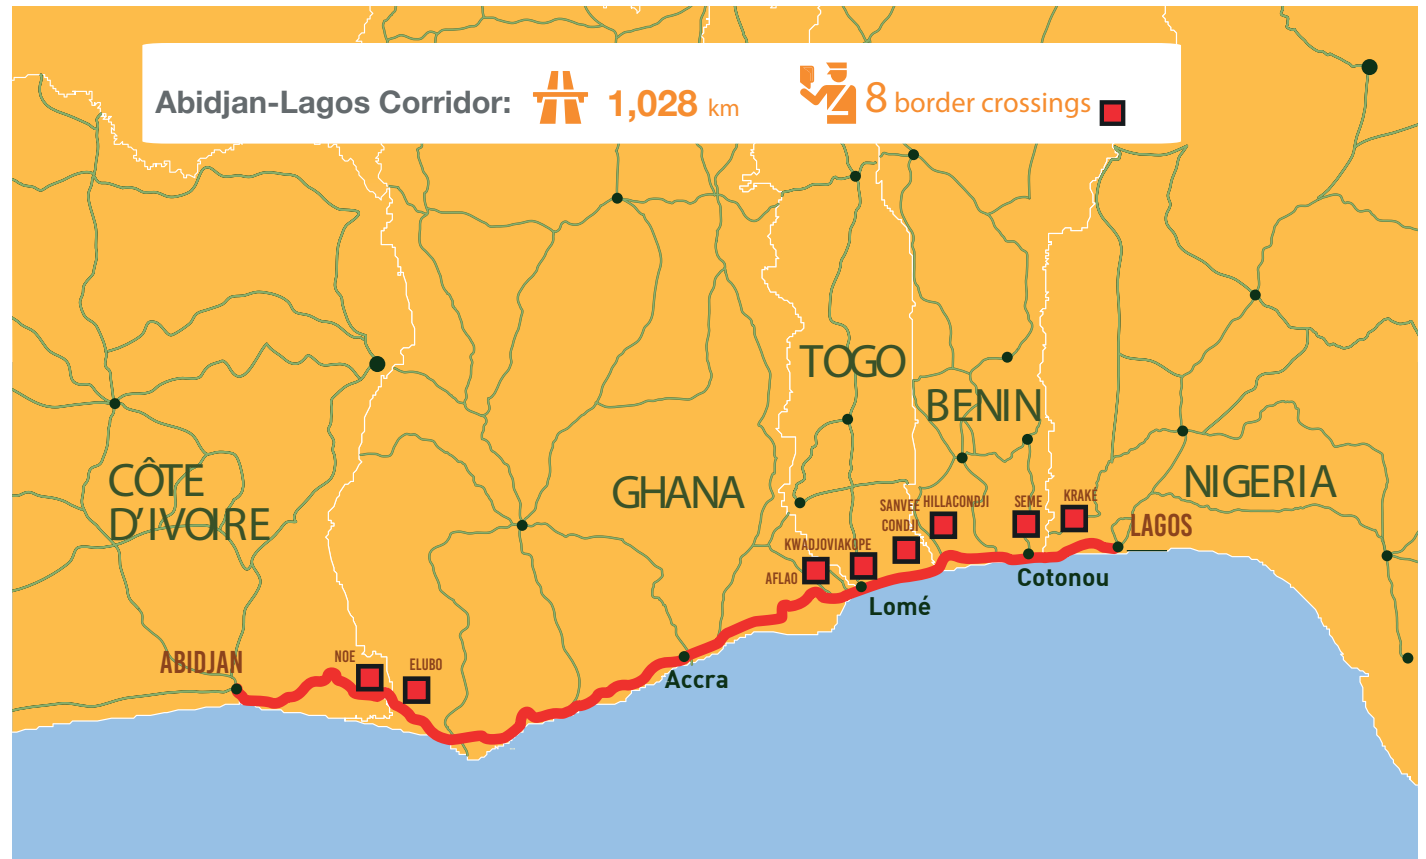 Abidjan-Lagos Corridor: 1,028 km 8 border crossings
TOGO
BENIN
CÔTE
D'IVOIRE
GHANA
NIGERIA
SANVEE
CONDJI
HILLACONDJI
SEME
KRAKÉ
LAGOS
KWADJOVIAKOPE
AFLAO
Cotonou
Lomé
ABIDJAN
NOE
ELUBO
Accra